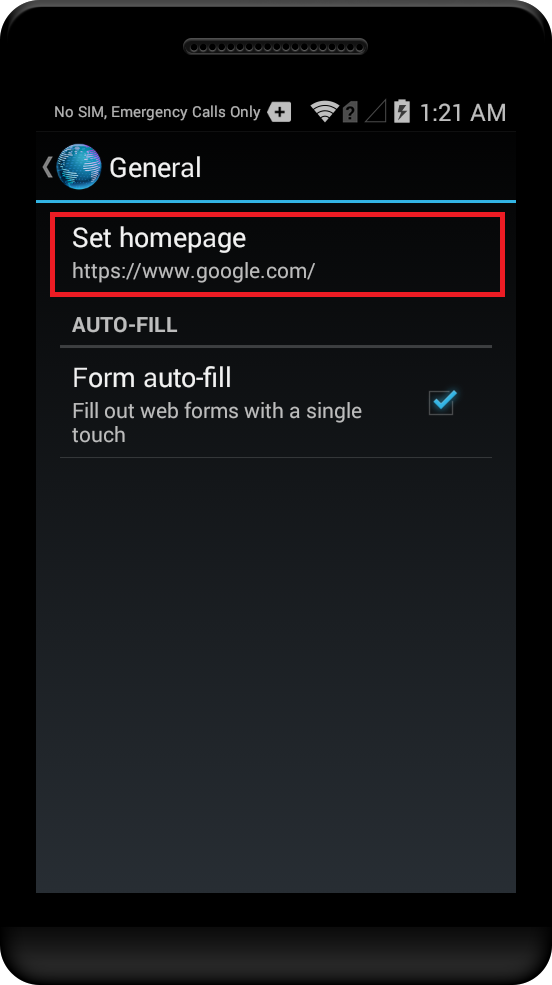 No SIM, Emergency Calls Only 1:21 AM
General
Set homepage
https://www.google.com/
AUTO-FILL
Form auto-fill
Fill out web forms with a single
touch